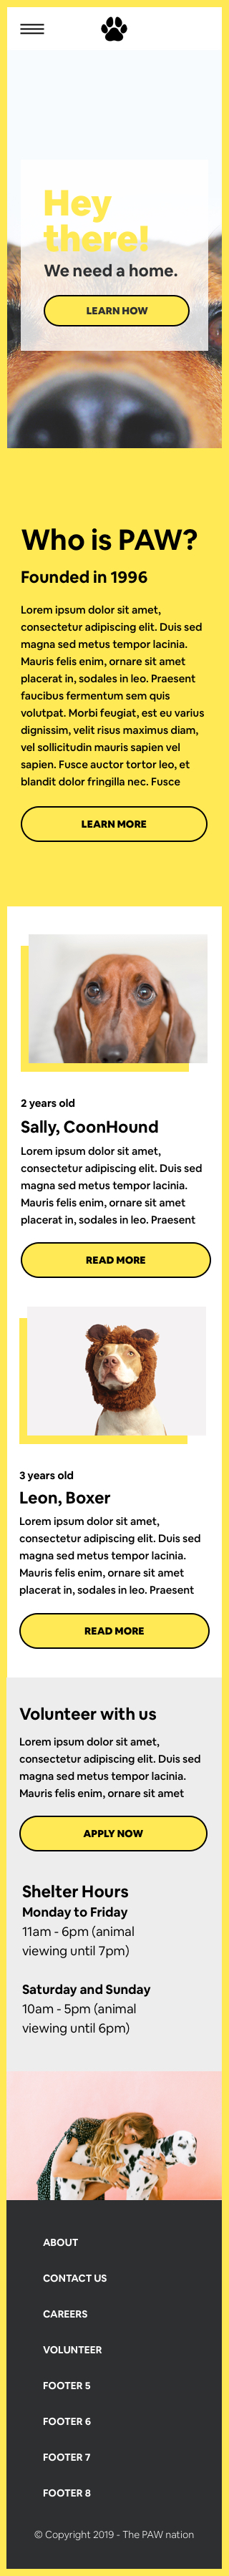 Hey
there!
We need a home.
LEARN HOW
Who is PAW?
Founded in 1996
Lorem ipsum dolor sit amet,
consectetur adipiscing elit. Duis sed
magna sed metus tempor lacinia.
Mauris felis enim, ornare sit amet
placerat in, sodales in leo. Praesent
faucibus fermentum sem quis
volutpat. Morbi feugiat, est eu varius
dignissim, velit risus maximus diam,
vel sollicitudin mauris sapien vel
sapien. Fusce auctor tortor leo, et
blandit dolor fringilla nec. Fusce
LEARN MORE
2 years old
Sally, CoonHound
Lorem ipsum dolor sit amet,
consectetur adipiscing elit. Duis sed
magna sed metus tempor lacinia.
Mauris felis enim, ornare sit amet
placerat in, sodales in leo. Praesent
READ MORE
3 years old
Leon, Boxer
Lorem ipsum dolor sit amet,
consectetur adipiscing elit. Duis sed
magna sed metus tempor lacinia.
Mauris felis enim, ornare sit amet
placerat in, sodales in leo. Praesent
READ MORE
Volunteer with us
Lorem ipsum dolor sit amet,
consectetur adipiscing elit. Duis sed
magna sed metus tempor lacinia.
Mauris felis enim, ornare sit amet
APPLY NOW
Shelter Hours
Monday to Friday
11am - 6pm (animal
viewing until 7pm)
Saturday and Sunday
10am - 5pm (animal
viewing until 6pm)
ABOUT
CONTACT US
CAREERS
VOLUNTEER
FOOTER 5
FOOTER 6
FOOTER 7
FOOTER 8
© Copyright 2019 - The PAW nation